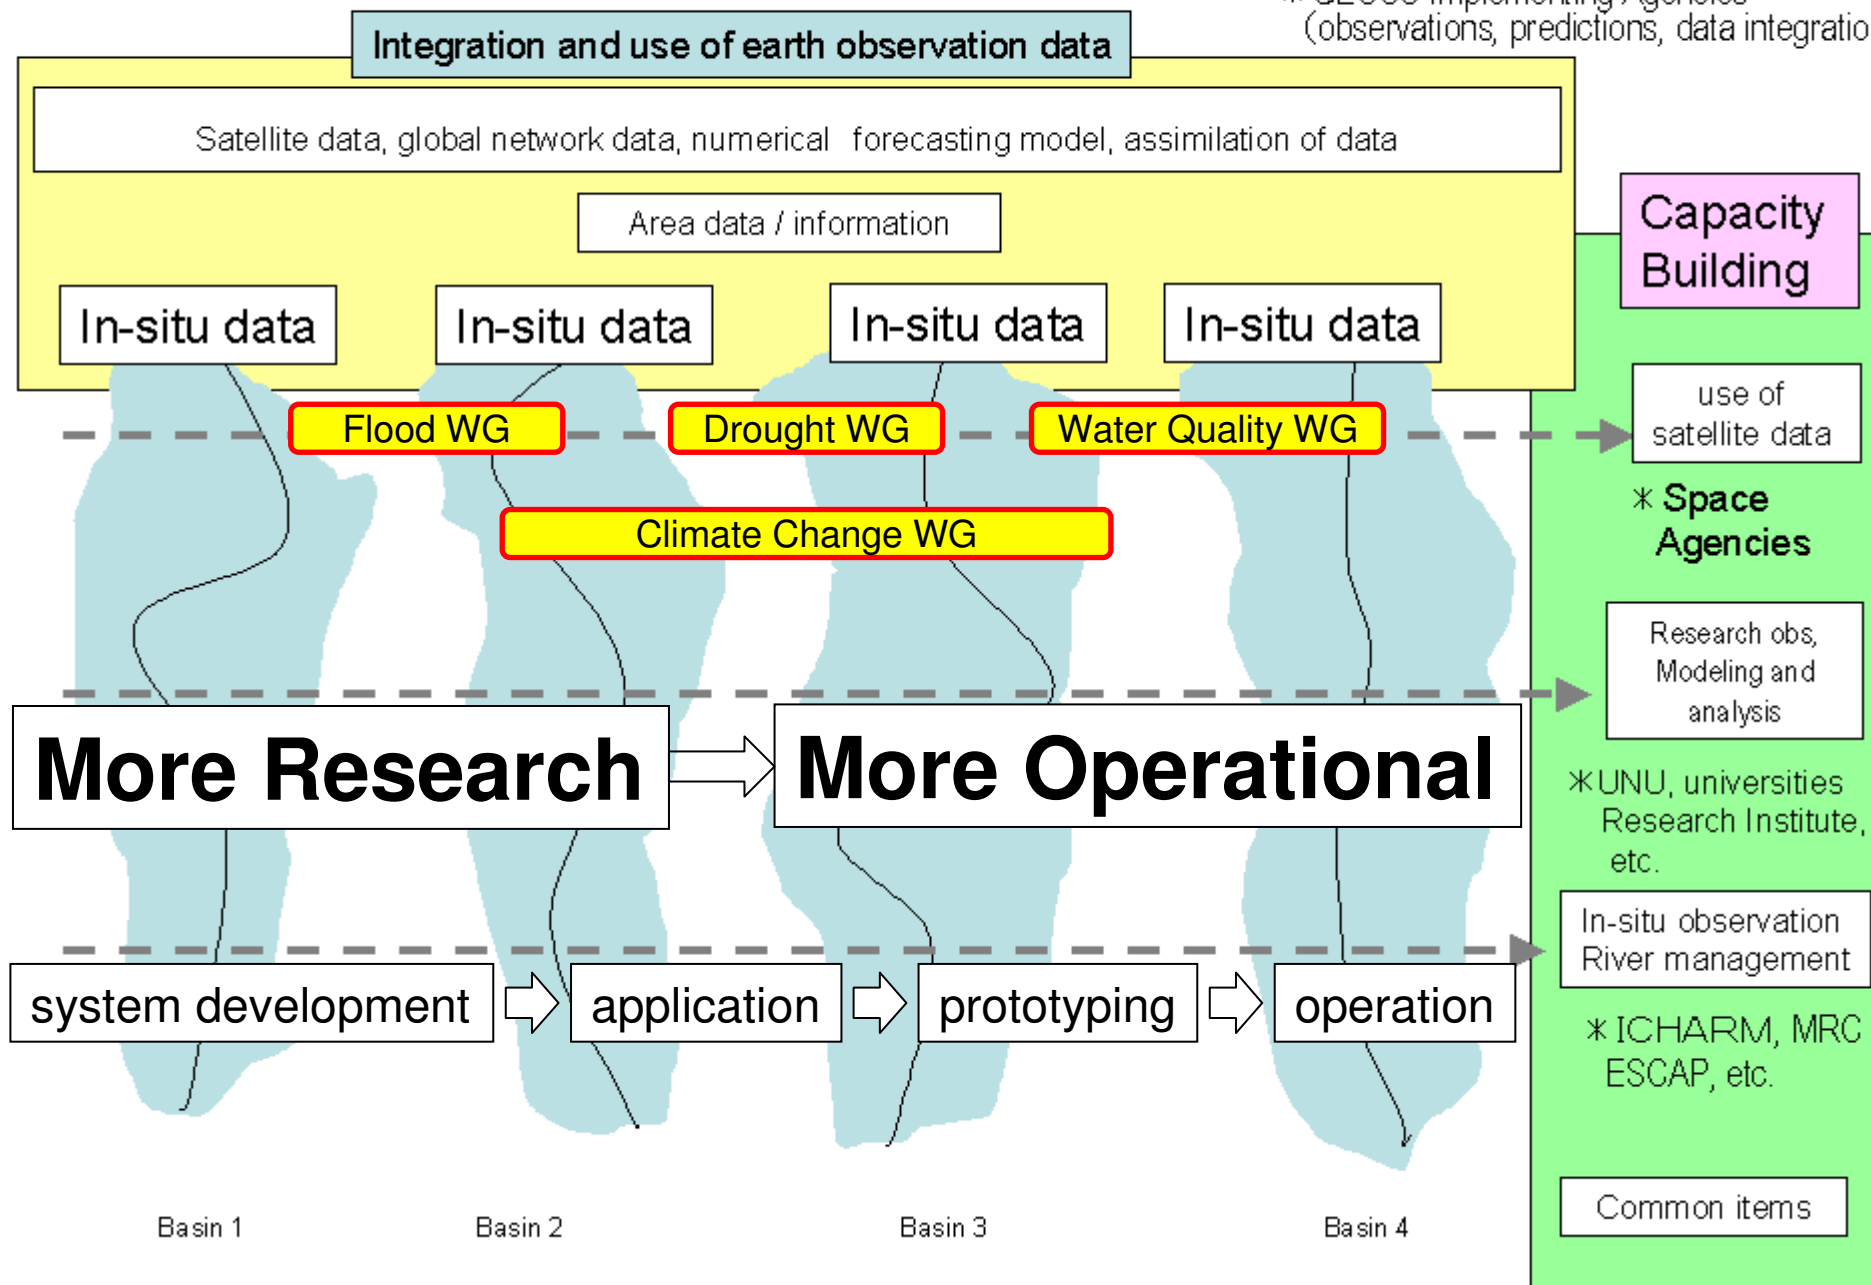 Implementing Agencies
(observations, predictions, data integratio
Integration and use of earth observation data
Satellite data, global network data, numerical forecasting model, assimilation of data
Area data / information
In-situ data
In-situ data
In-situ data
In-situ data
Capacity
Building
Flood WG
Drought WG
Water Quality WG
Climate Change WG
use of
satellite data
* Space
Agencies
Research obs,
Modeling and
analysis
More Research
More Operational
*UNU, universities
Research Institute,
etc.
In-situ observation
River management
system development
application
prototyping
operation
* ICHARM, MRC
ESCAP, etc.
Common items
Basin 1
Basin 2
Basin 3
Basin 4